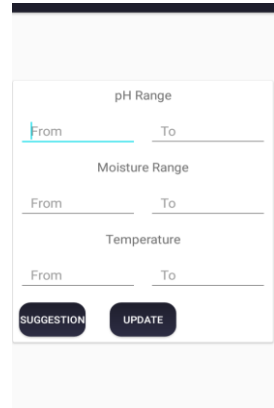 pH Range
From To
Moisture Range
From To
Temperature
From To
SUGGESTION UPDATE